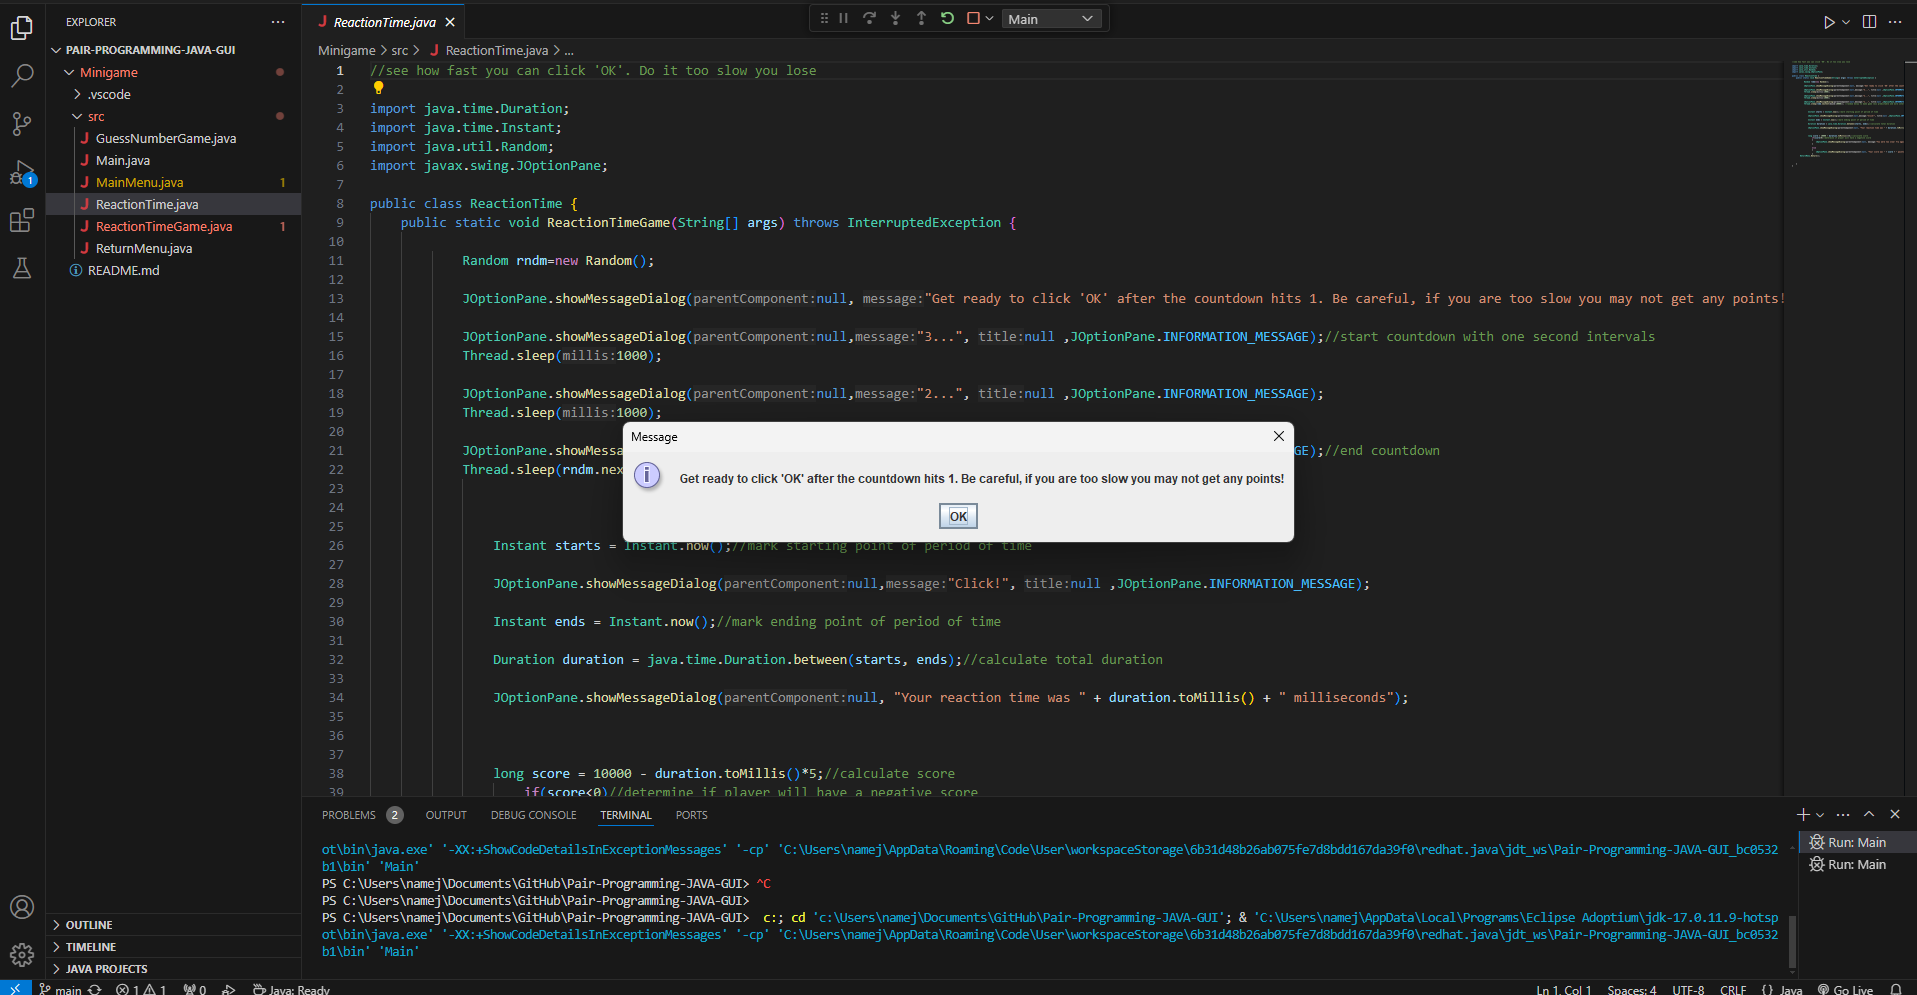 EXPLORER
ReactionTime.java
Main
PAIR-PROGRAMMING-JAVA-GUI
Minigame
.vscode
src
GuessNumberGame.java
Main.java
MainMenu.java 1
ReactionTime.java
ReactionTimeGame.java 1
ReturnMenu.java
README.md
OUTLINE
TIMELINE
JAVA PROJECTS
Minigame > src > ReactionTime.java > ...
1 //see how fast you can click 'OK'. Do it too slow you lose
2
3 import java.time.Duration;
4 import java.time.Instant;
5 import java.util.Random;
6 import javax.swing.JOptionPane;
7
8 public class ReactionTime {
9 public static void ReactionTimeGame(String[] args) throws InterruptedException {
10
11 Random rndm=new Random();
12
13 JOptionPane.showMessageDialog(parentComponent:null, message:"Get ready to click 'OK' after the countdown hits 1. Be careful, if you are too slow you may not get any points!
14
15 JOptionPane.showMessageDialog(parentComponent:null,message:"3...", title:null ,JOptionPane.INFORMATION_MESSAGE);//start countdown with one second intervals
16 Thread.sleep(millis:1000);
17
18 JOptionPane.showMessageDialog(parentComponent:null,message:"2...", title:null ,JOptionPane.INFORMATION_MESSAGE);
19 Thread.sleep(millis:1000);
20
21 JOptionPane.showMessa GE);//end countdown
22 Thread.sleep(rndm.nex
23
24
25
26 Instant starts = Instant.now();//mark starting point of period of time
27
28 JOptionPane.showMessageDialog(parentComponent:null,message:"Click!", title:null ,JOptionPane.INFORMATION_MESSAGE);
29
30 Instant ends = Instant.now();//mark ending point of period of time
31
32 Duration duration = java.time.Duration.between(starts, ends);//calculate total duration
33
34 JOptionPane.showMessageDialog(parentComponent:null, "Your reaction time was " + duration.toMillis() + " milliseconds");
35
36
37
38 long score = 10000 - duration.toMillis()*5;//calculate score
39 if(score<0)//determine if player will have a negative score
Message
Get ready to click 'OK' after the countdown hits 1. Be careful, if you are too slow you may not get any points!
OK
PROBLEMS 2 OUTPUT DEBUG CONSOLE TERMINAL PORTS
ot\bin\java.exe' '-XX:+ShowCodeDetailsInExceptionMessages' '-cp' 'C:\Users\namej\AppData\Roaming\Code\User\workspaceStorage\6b31d48b26ab075fe7d8bdd167da39f0\redhat.java\jdt_ws\Pair-Programming-JAVA-GUI_bc0532
b1\bin' 'Main'
PS C:\Users\namej\Documents\GitHub\Pair-Programming-JAVA-GUI> ^C
PS C:\Users\namej\Documents\GitHub\Pair-Programming-JAVA-GUI>
PS C:\Users\namej\Documents\GitHub\Pair-Programming-JAVA-GUI> c:; cd 'c:\Users\namej\Documents\GitHub\Pair-Programming-JAVA-GUI'; & 'C:\Users\namej\AppData\Local\Programs\Eclipse Adoptium\jdk-17.0.11.9-hotsp
ot\bin\java.exe' '-XX:+ShowCodeDetailsInExceptionMessages' '-cp' 'C:\Users\namej\AppData\Roaming\Code\User\workspaceStorage\6b31d48b26ab075fe7d8bdd167da39f0\redhat.java\jdt_ws\Pair-Programming-JAVA-GUI_bc0532
b1\bin' 'Main'
Run: Main
Run: Main
1
main 1 1 0 Java: Ready
Ln 1, Col 1 Spaces: 4 UTF-8 CRLF {} Java Go Live